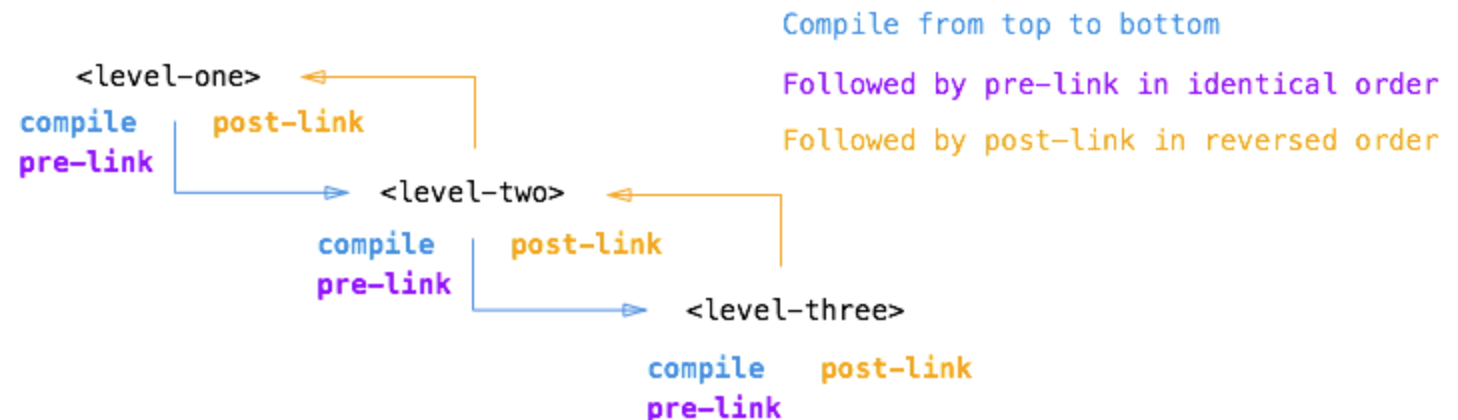 Compile from top to bottom
<level-one>
Followed by pre-link in identical order
compile post-link
Followed by post-link in reversed order
pre-link
<level-two>
compile post-link
pre-link
<level-three>
compile post-link
pre-link